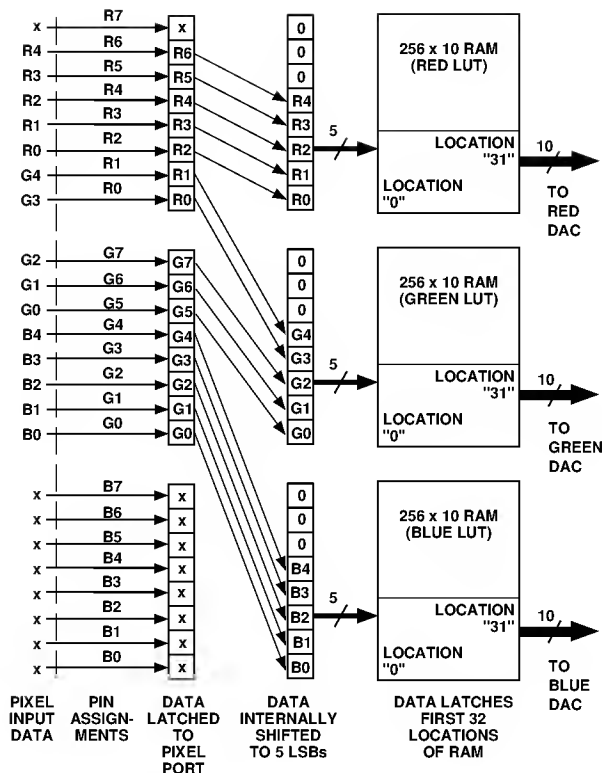 x R7 x 0
R4 R6 R6 0
R3 R5 R5 0
R2 R4 R4 R4
R1 R3 R3 R3
R0 R2 R2 R2
G4 R1 R1 R1
G3 R0 R0 R0
5
256 x 10 RAM
(RED LUT)
LOCATION
"31"
LOCATION
"0"
10
TO
RED
DAC
G2 G7 G7 0
G1 G6 G6 0
G0 G5 G5 0
B4 G4 G4 G4
B3 G3 G3 G3
B2 G2 G2 G2
B1 G1 G1 G1
B0 G0 G0 G0
5
256 x 10 RAM
(GREEN LUT)
LOCATION
"31"
LOCATION
"0"
10
TO
GREEN
DAC
x B7 x 0
x B6 x 0
x B5 x 0
x B4 x B4
x B3 x B3
x B2 x B2
x B1 x B1
x B0 x B0
5
256 x 10 RAM
(BLUE LUT)
LOCATION
"31"
LOCATION
"0"
10
TO
BLUE
DAC
PIXEL
INPUT
DATA
PIN
ASSIGN-
MENTS
DATA
LATCHED
TO
PIXEL
PORT
DATA
INTERNALLY
SHIFTED
TO 5 LSBs
DATA LATCHES
FIRST 32
LOCATIONS
OF RAM